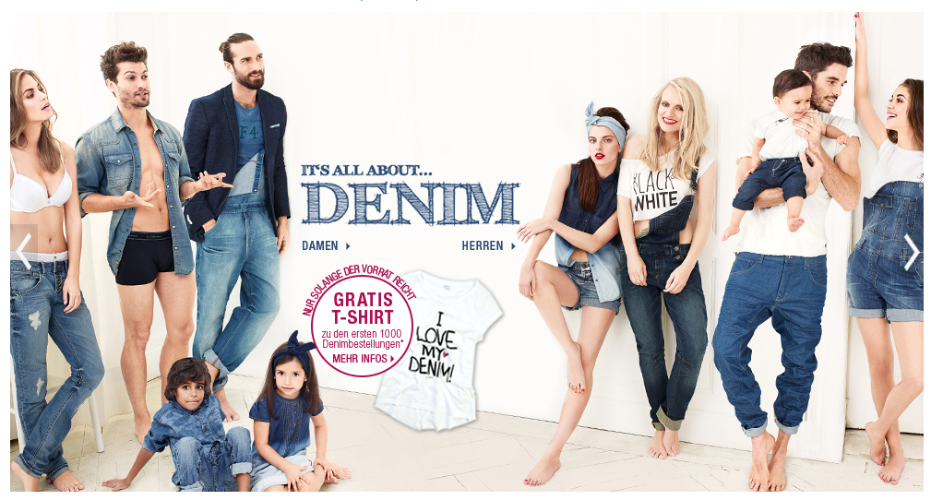 IT'S ALL ABOUT...
DENIM
DAMEN
HERREN
NUR SOLANGE DER VORRAT REICHT
GRATIS
T-SHIRT
zu den ersten 1000
Denimbestellungen*
MEHR INFOS
I
LOVE
MY
DENIM!
F4
BLACK
WHITE